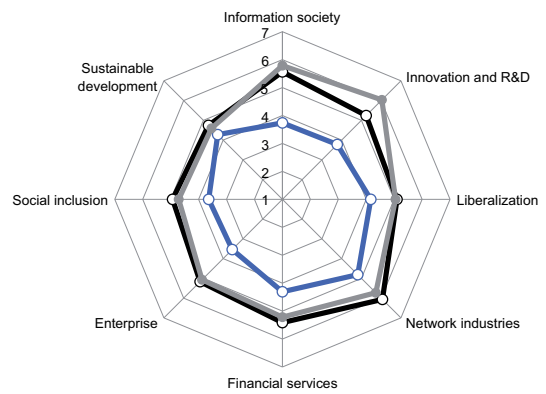 Information society
7
6
5
4
3
2
1
Innovation and R&D
Liberalization
Network industries
Financial services
Enterprise
Social inclusion
Sustainable
development